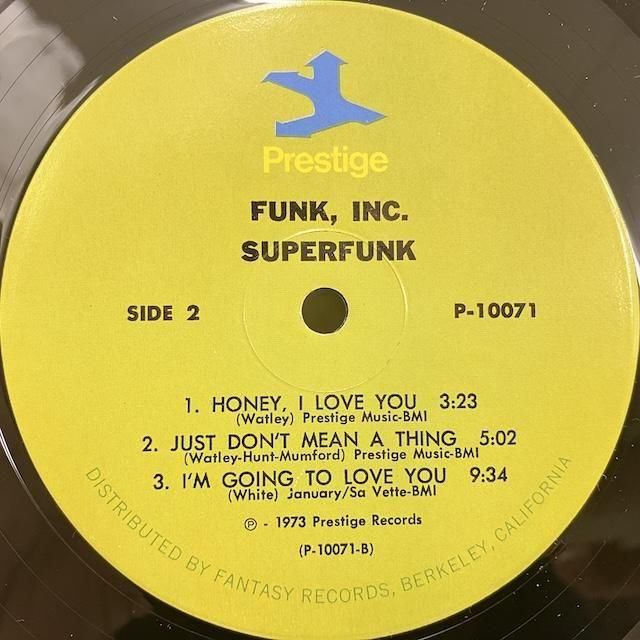 Prestige
FUNK, INC.
SUPERFUNK
SIDE 2
P-10071
1. HONEY, I LOVE YOU 3:23
(Watley) Prestige Music-BMI
2. JUST DON'T MEAN A THING 5:02
(Watley-Hunt-Mumford) Prestige Music-BMI
3. I'M GOING TO LOVE YOU 9:34
(White) January/Sa Vette-BMI
℗ - 1973 Prestige Records
(P-10071-B)
DISTRIBUTED BY FANTASY RECORDS, BERKELEY, CALIFORNIA